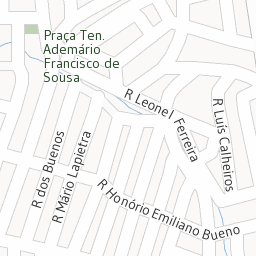 Praça Ten.
Ademário
Francisco de
Sousa
R Leonel Ferreira
R Luís Calheiros
R dos Buenos
R Mário Lapietra
R Honório Emiliano Bueno